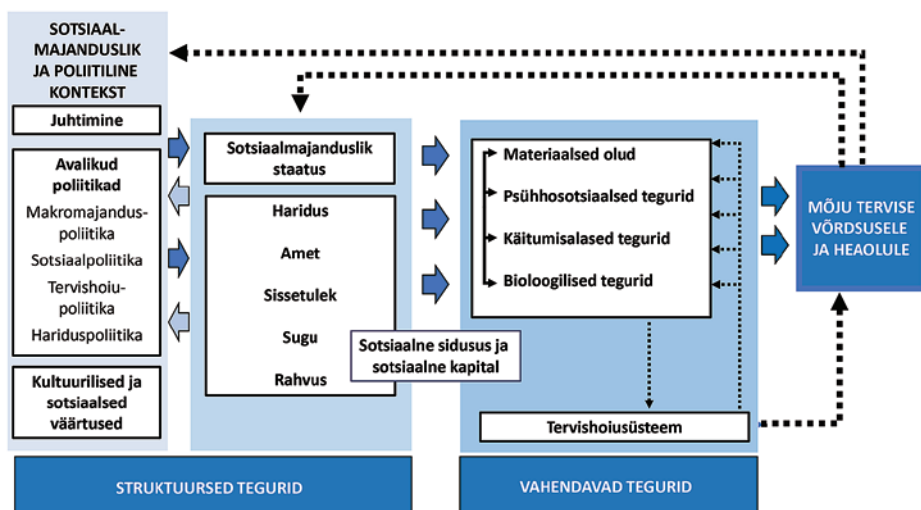 SOTSIAAL-
MAJANDUSLIK
JA POLIITILINE
KONTEKST
Juhtimine
Avalikud
poliitikad
Makromajandus-
poliitika
Sotsiaalpoliitika
Tervishoiu-
poliitika
Hariduspoliitika
Kultuurilised ja
sotsiaalsed
väärtused
Sotsiaalmajanduslik
staatus
Haridus
Amet
Sissetulek
Sugu
Rahvus
Sotsiaalne sidusus ja
sotsiaalne kapital
Materiaalsed olud
Psühhosotsiaalsed tegurid
Käitumisalased tegurid
Bioloogilised tegurid
Tervishoiusüsteem
MÕJU TERVISE
VÕRDSUSELE
JA HEAOLULE
STRUKTUURSED TEGURID
VAHENDAVAD TEGURID